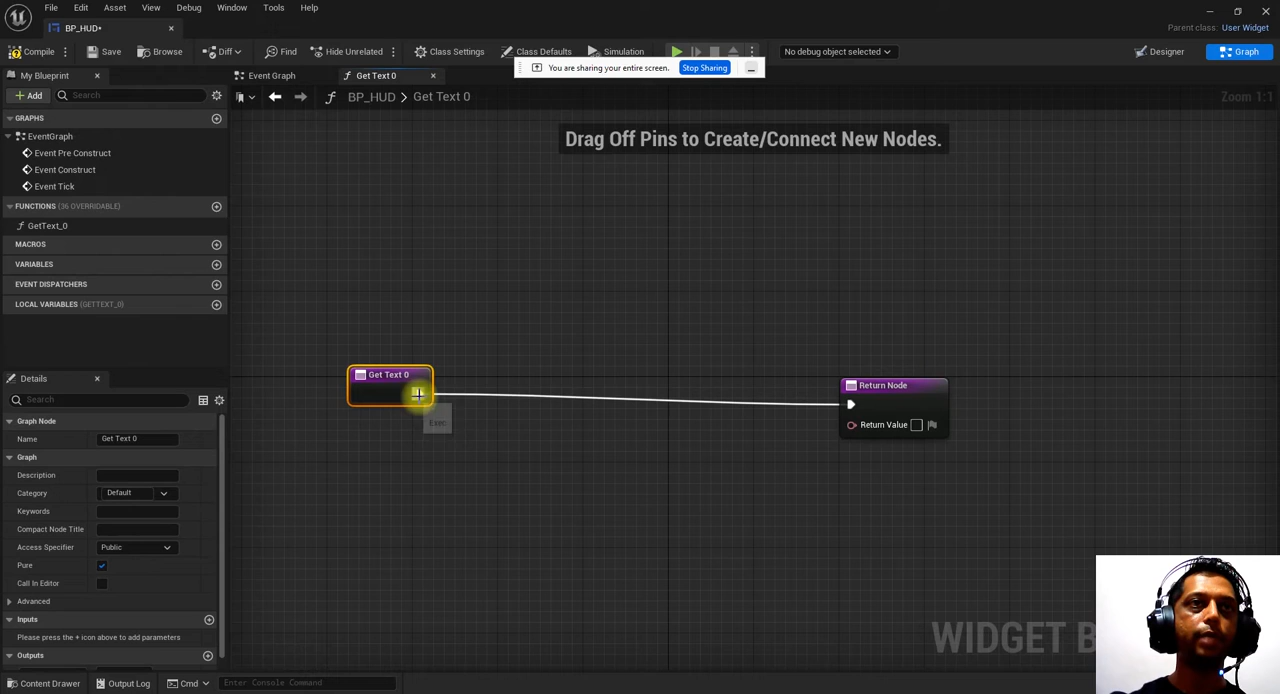 File Edit Asset View Debug Window Tools Help
BP_HUD*
Parent class: User Widget
Compile Save Browse Diff Find Hide Unrelated Class Settings Class Defaults Simulation No debug object selected Designer Graph
You are sharing your entire screen. Stop Sharing
My Blueprint Event Graph Get Text 0
Add Search BP_HUD > Get Text 0 Zoom 1:1
GRAPHS
EventGraph
Event Pre Construct
Event Construct
Event Tick
FUNCTIONS (36 OVERRIDABLE)
GetText_0
MACROS
VARIABLES
EVENT DISPATCHERS
LOCAL VARIABLES (GETTEXT_0)
Drag Off Pins to Create/Connect New Nodes.
Get Text 0
Exec
Return Node
Return Value
Details
Search
Graph Node
Name Get Text 0
Graph
Description
Category Default
Keywords
Compact Node Title
Access Specifier Public
Pure
Call In Editor
Advanced
Inputs
Please press the + icon above to add parameters
Outputs
WIDGET B
Content Drawer Output Log Cmd Enter Console Command